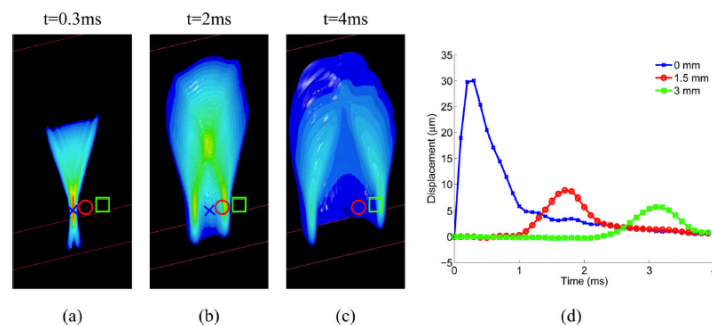 t=0.3ms
t=2ms
t=4ms
35
30
25
20
15
10
5
0
−5
Displacement (μm)
0
1
2
3
Time (ms)
0 mm
1.5 mm
3 mm
(a)
(b)
(c)
(d)